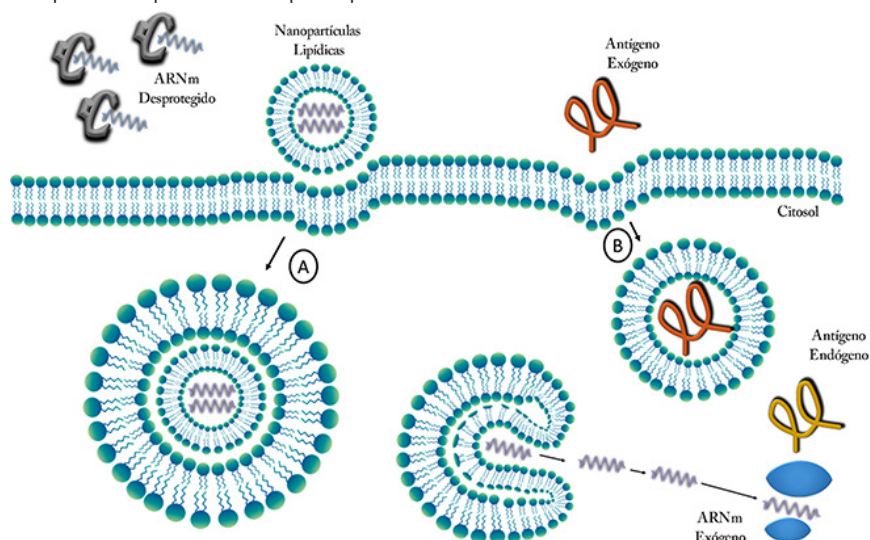 ARNm
Desprotegido
Nanopartículas
Lipídicas
Antígeno
Exógeno
Citosol
A
B
Antígeno
Endógeno
ARNm
Exógeno